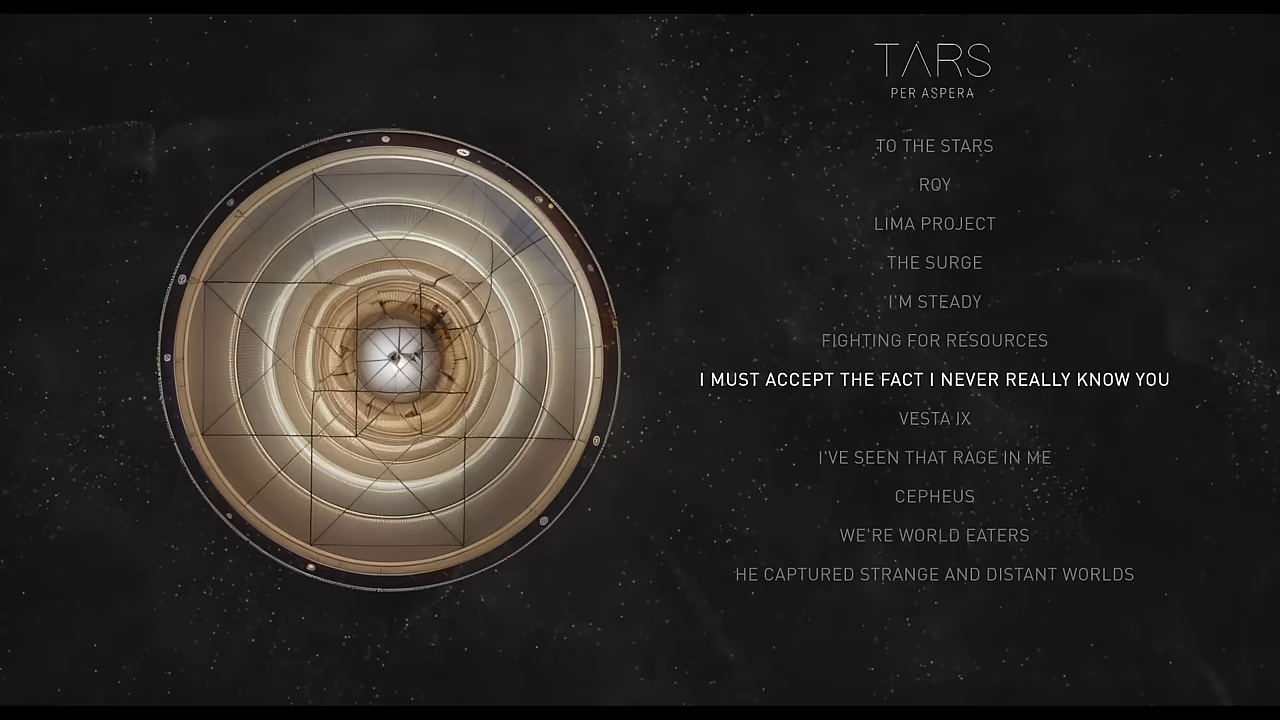 TARS
PER ASPERA
TO THE STARS
ROY
LIMA PROJECT
THE SURGE
I'M STEADY
FIGHTING FOR RESOURCES
I MUST ACCEPT THE FACT I NEVER REALLY KNOW YOU
VESTA IX
I'VE SEEN THAT RAGE IN ME
CEPHEUS
WE'RE WORLD EATERS
HE CAPTURED STRANGE AND DISTANT WORLDS